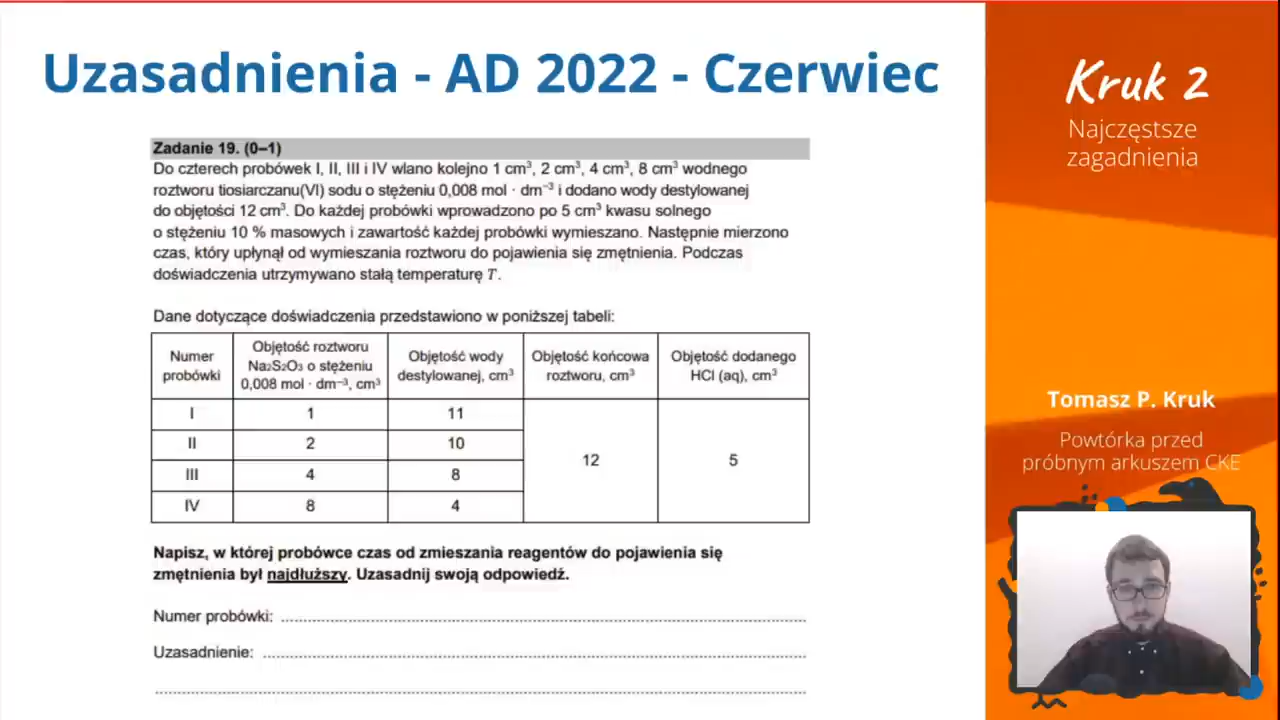 Uzasadnienia - AD 2022 - Czerwiec
Zadanie 19. (0–1)
Do czterech probówek I, II, III i IV wlano kolejno 1 cm³, 2 cm³, 4 cm³, 8 cm³ wodnego
roztworu tiosiarczanu(VI) sodu o stężeniu 0,008 mol · dm⁻³ i dodano wody destylowanej
do objętości 12 cm³. Do każdej probówki wprowadzono po 5 cm³ kwasu solnego
o stężeniu 10 % masowych i zawartość każdej probówki wymieszano. Następnie mierzono
czas, który upłynął od wymieszania roztworu do pojawienia się zmętnienia. Podczas
doświadczenia utrzymywano stałą temperaturę T.
Dane dotyczące doświadczenia przedstawiono w poniższej tabeli:
Numer
probówki
Objętość roztworu
Na₂S₂O₃ o stężeniu
0,008 mol · dm⁻³, cm³
Objętość wody
destylowanej, cm³
Objętość końcowa
roztworu, cm³
Objętość dodanego
HCl (aq), cm³
I
1
11
II
2
10
III
4
8
IV
8
4
12
5
Napisz, w której probówce czas od zmieszania reagentów do pojawienia się
zmętnienia był najdłuższy. Uzasadnij swoją odpowiedź.
Numer probówki:
Uzasadnienie:
Kruk 2
Najczęstsze
zagadnienia
Tomasz P. Kruk
Powtórka przed
próbnym arkuszem CKE